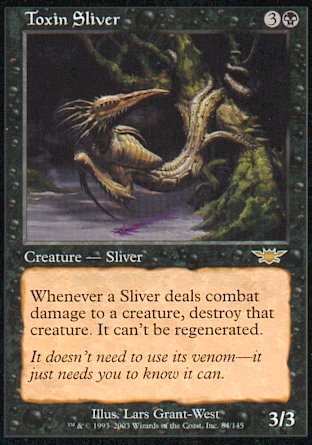 Toxin Sliver 3
Creature — Sliver
Whenever a Sliver deals combat
damage to a creature, destroy that
creature. It can't be regenerated.
It doesn't need to use its venom—it
just needs you to know it can.
Illus. Lars Grant-West
™ & © 1993-2003 Wizards of the Coast, Inc. 84/145
3/3